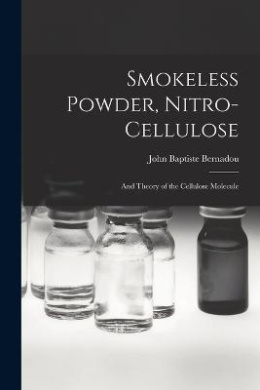 Smokeless
Powder, Nitro-
Cellulose
John Baptiste Bernadou
And Theory of the Cellulose Molecule